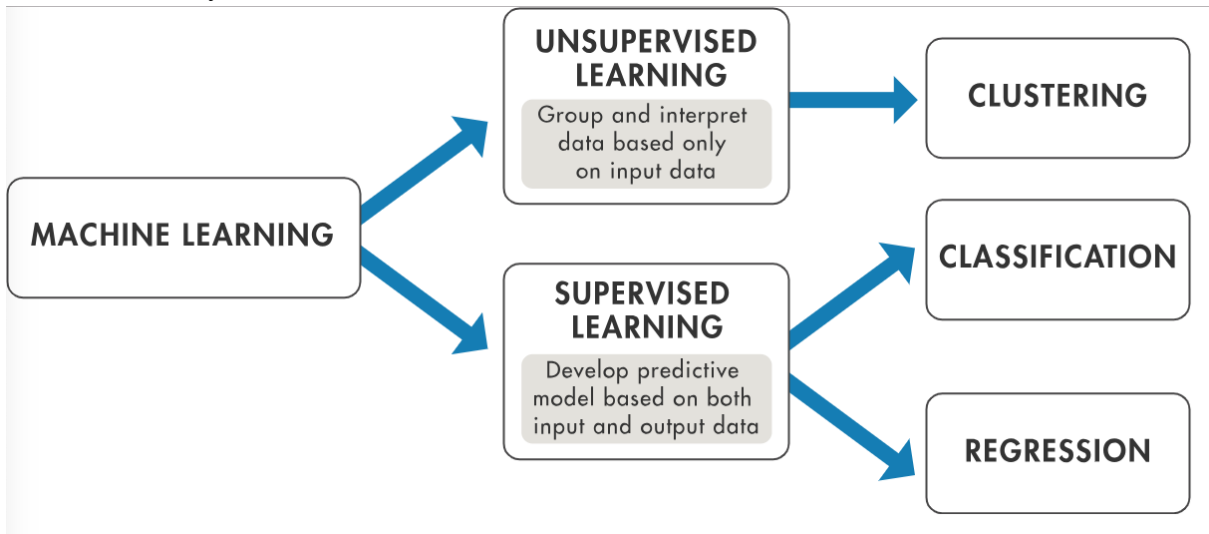 MACHINE LEARNING
UNSUPERVISED
LEARNING
Group and interpret
data based only
on input data
SUPERVISED
LEARNING
Develop predictive
model based on both
input and output data
CLUSTERING
CLASSIFICATION
REGRESSION